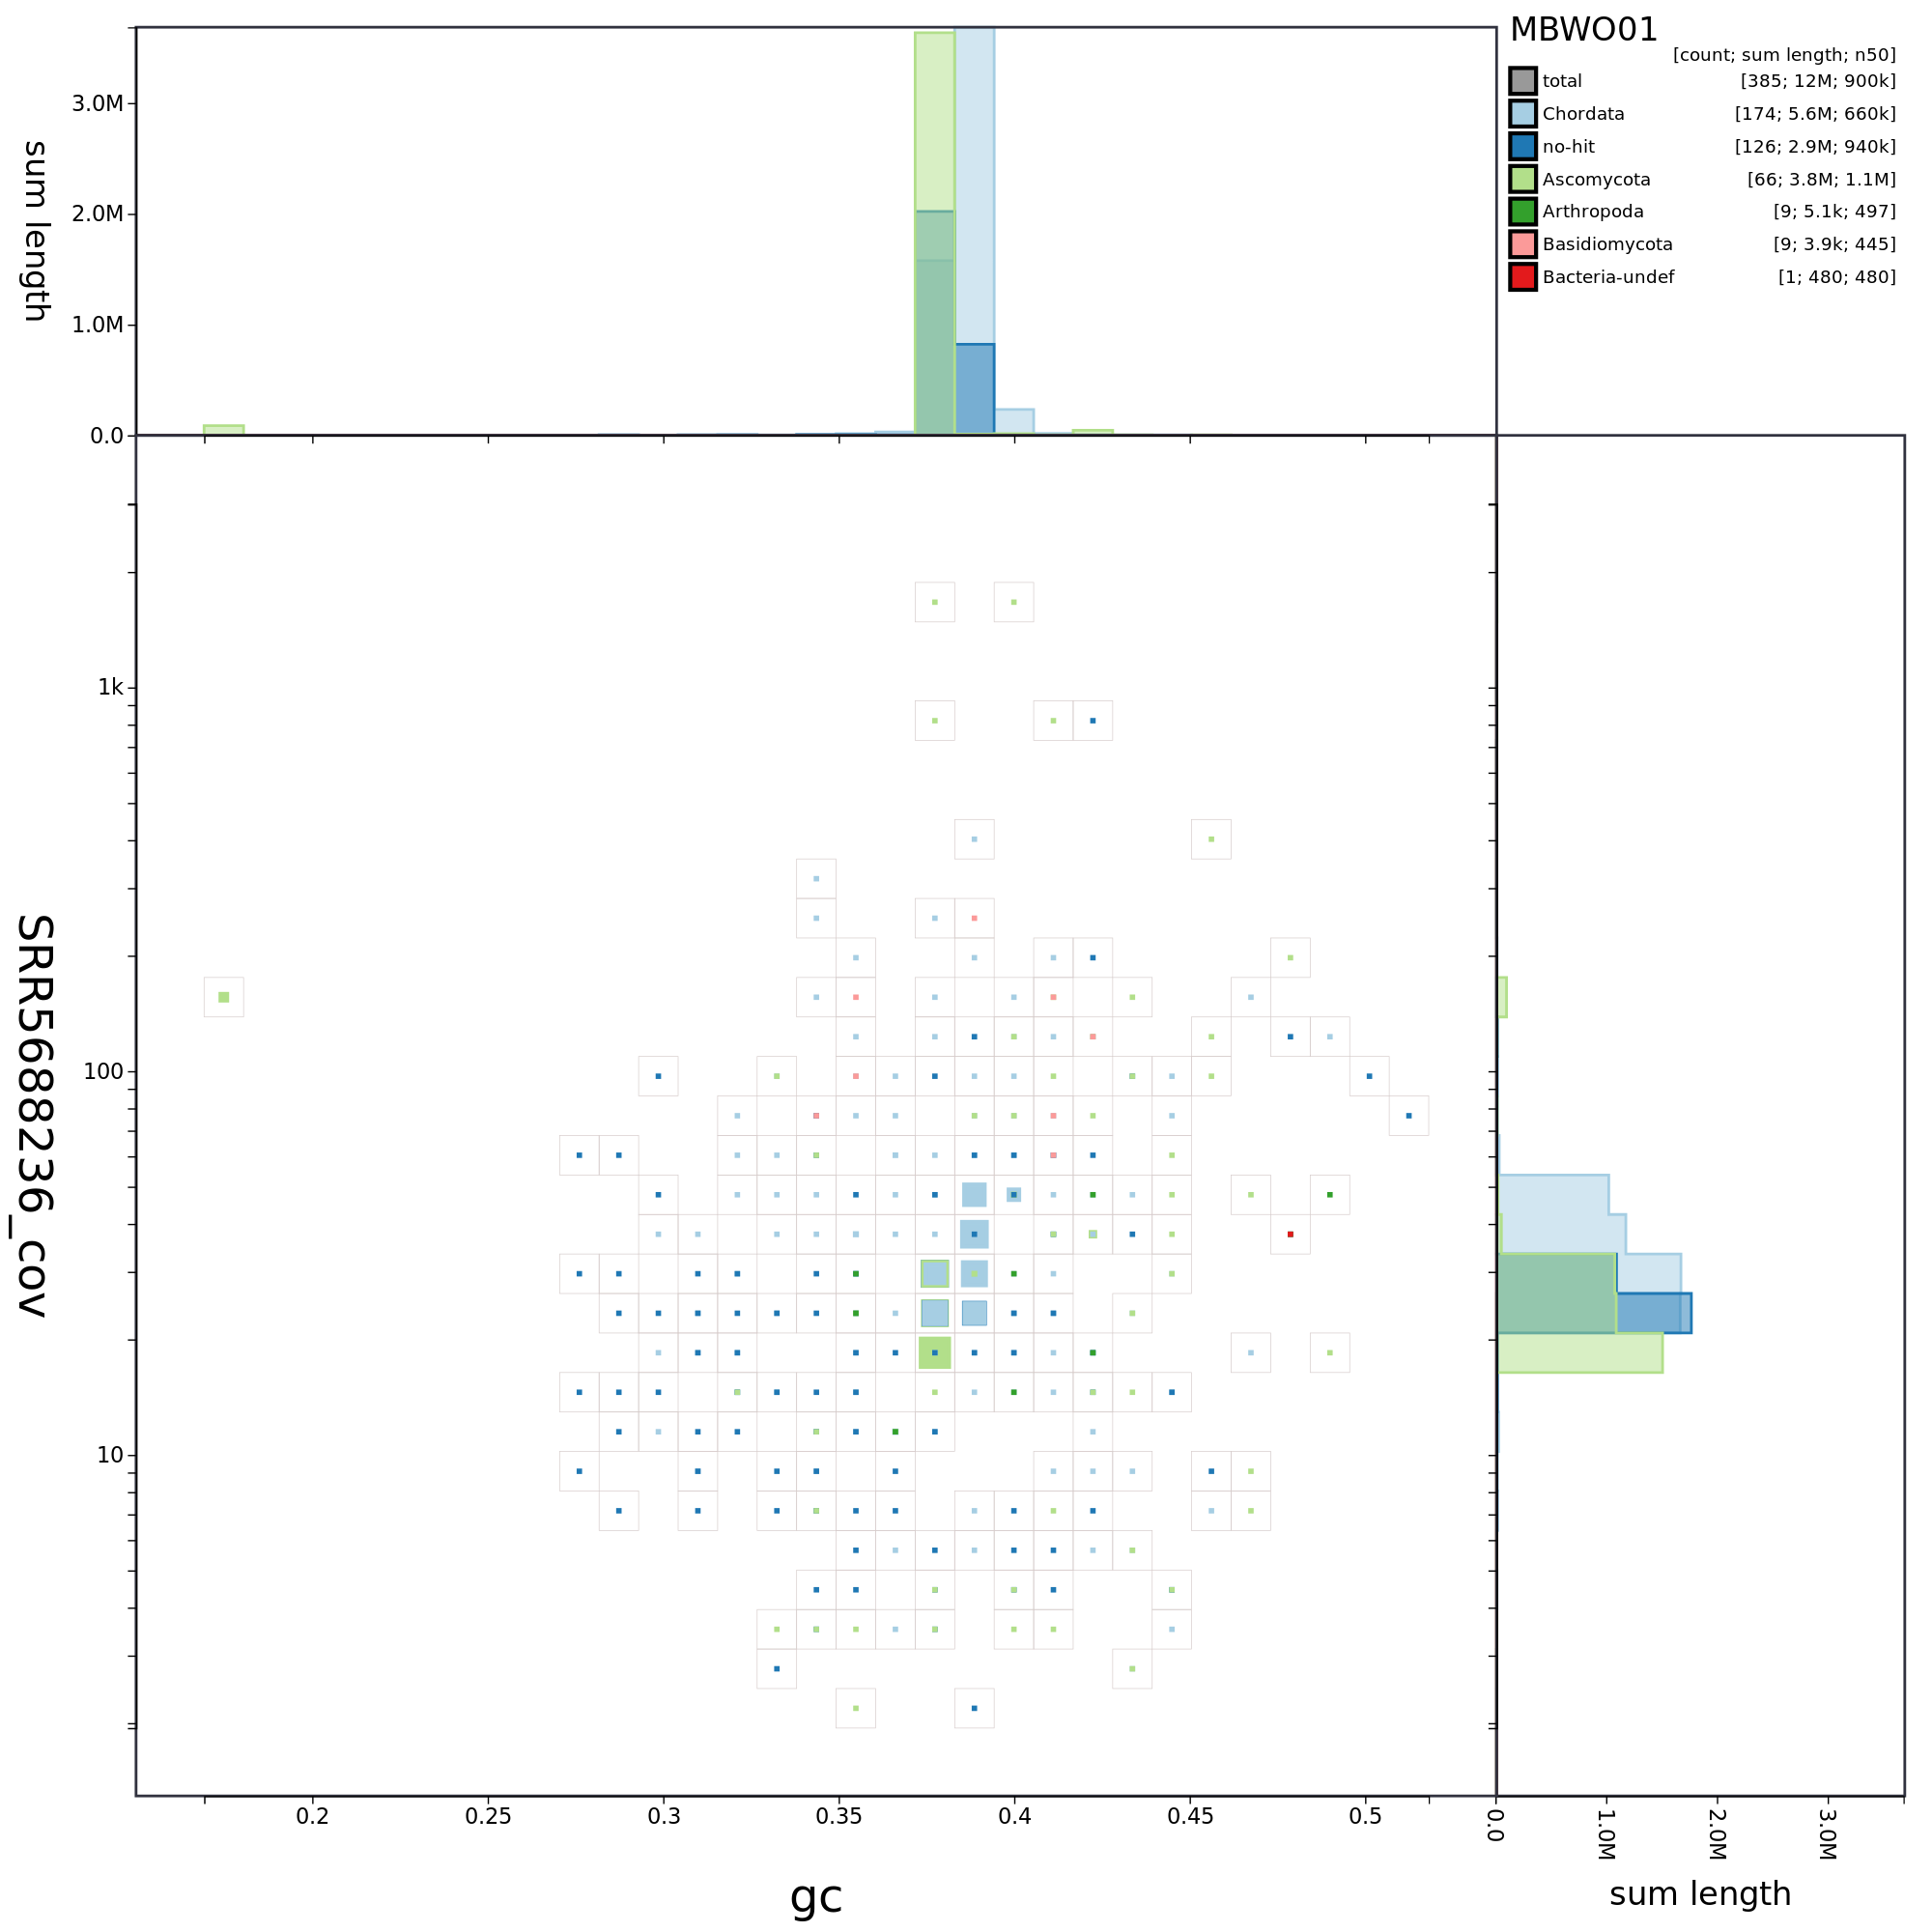 MBWO01
[count; sum length; n50]
total [385; 12M; 900k]
Chordata [174; 5.6M; 660k]
no-hit [126; 2.9M; 940k]
Ascomycota [66; 3.8M; 1.1M]
Arthropoda [9; 5.1k; 497]
Basidiomycota [9; 3.9k; 445]
Bacteria-undef [1; 480; 480]
sum length
3.0M
2.0M
1.0M
0.0
SRR5688236_cov
1k
100
10
0.2 0.25 0.3 0.35 0.4 0.45 0.5
gc
0.0 1.0M 2.0M 3.0M
sum length